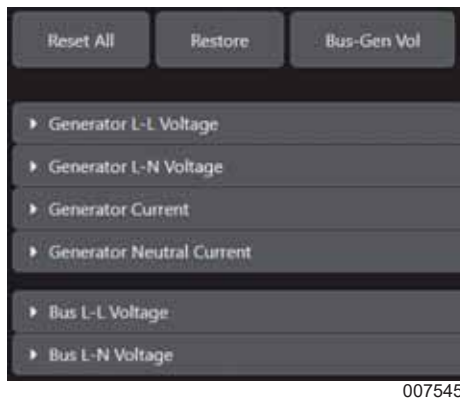 Reset All Restore Bus-Gen Vol
Generator L-L Voltage
Generator L-N Voltage
Generator Current
Generator Neutral Current
Bus L-L Voltage
Bus L-N Voltage
007545